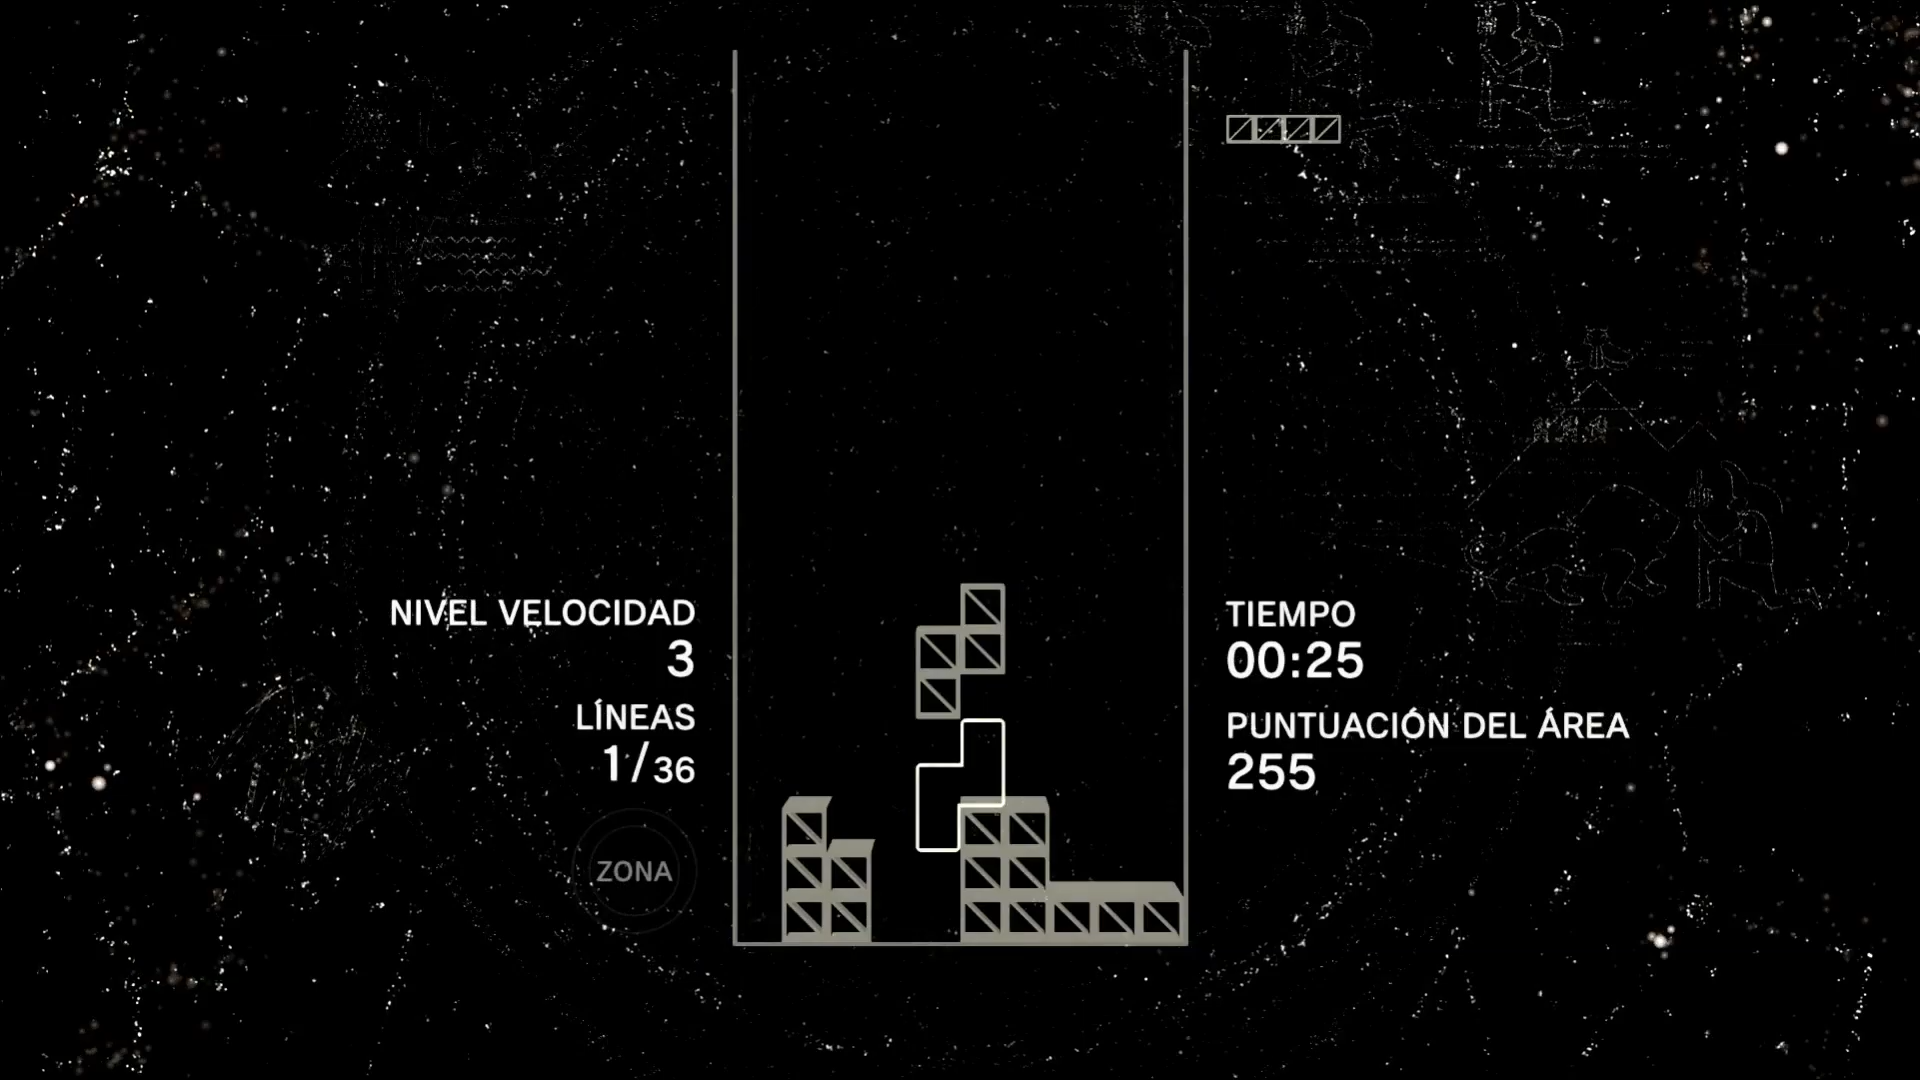 NIVEL VELOCIDAD
3
LÍNEAS
1/36
ZONA
TIEMPO
00:25
PUNTUACIÓN DEL ÁREA
255